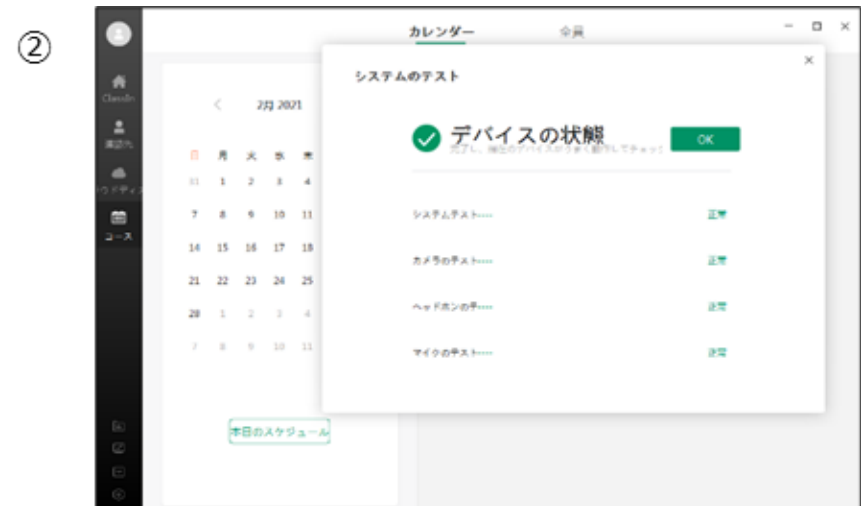 ②
カレンダー 全員
システムのテスト
ClassIn
デバイスの状態
OK
2月 2021
日 月 火 水 木
31 1 2 3 4
7 8 9 10 11
14 15 16 17 18
21 22 23 24 25
28 1 2 3 4
7 8 9 10 11
コース
システムテスト
正常
カメラのテスト
正常
ヘッドホンのテ
正常
マイクのテスト
正常
本日のスケジュール